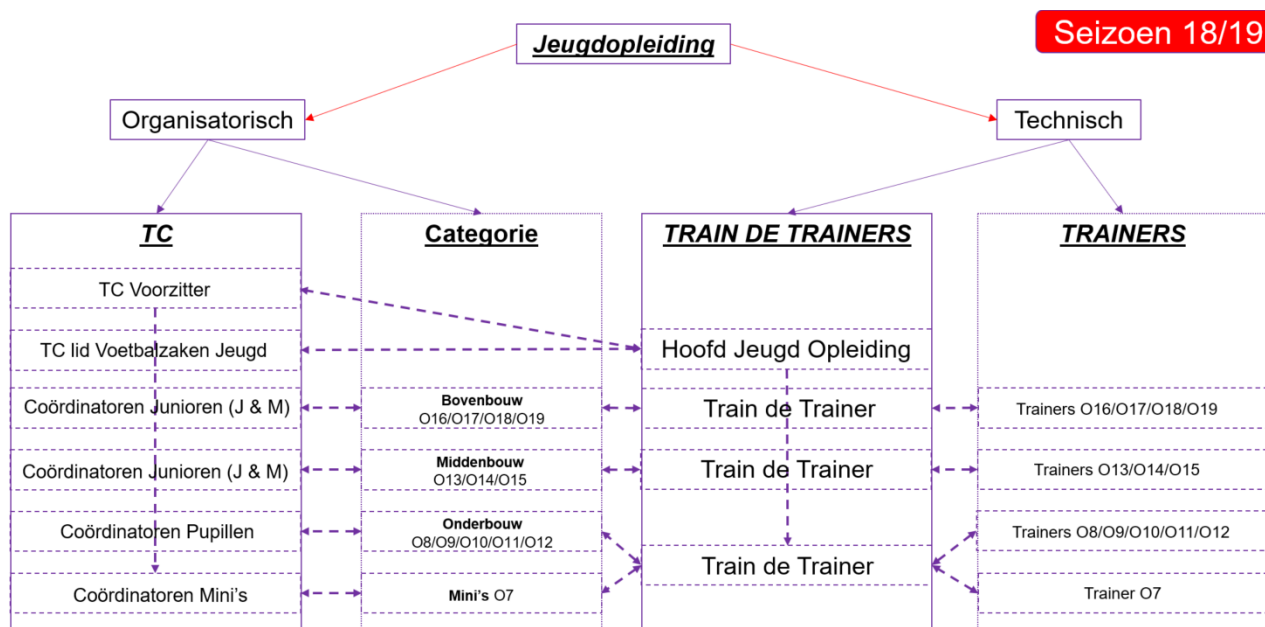 Jeugdopleiding
Seizoen 18/19
Organisatorisch
Technisch
TC
Categorie
TRAIN DE TRAINERS
TRAINERS
TC Voorzitter
TC lid Voetbalzaken Jeugd
Hoofd Jeugd Opleiding
Coördinatoren Junioren (J & M)
Bovenbouw
O16/O17/O18/O19
Train de Trainer
Trainers O16/O17/O18/O19
Coördinatoren Junioren (J & M)
Middenbouw
O13/O14/O15
Train de Trainer
Trainers O13/O14/O15
Coördinatoren Pupillen
Onderbouw
O8/O9/O10/O11/O12
Trainers O8/O9/O10/O11/O12
Train de Trainer
Coördinatoren Mini's
Mini's O7
Trainer O7